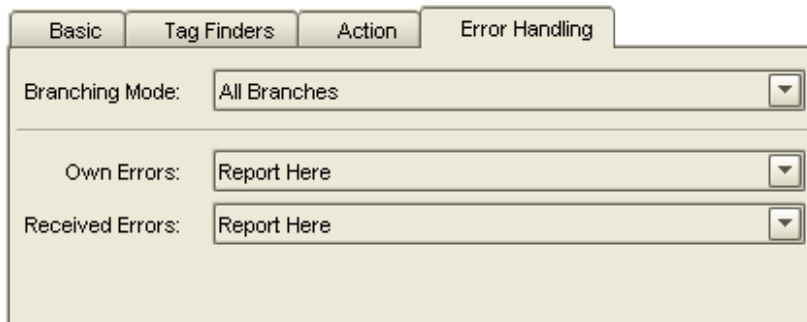 Basic Tag Finders Action Error Handling
Branching Mode: All Branches
Own Errors: Report Here
Received Errors: Report Here